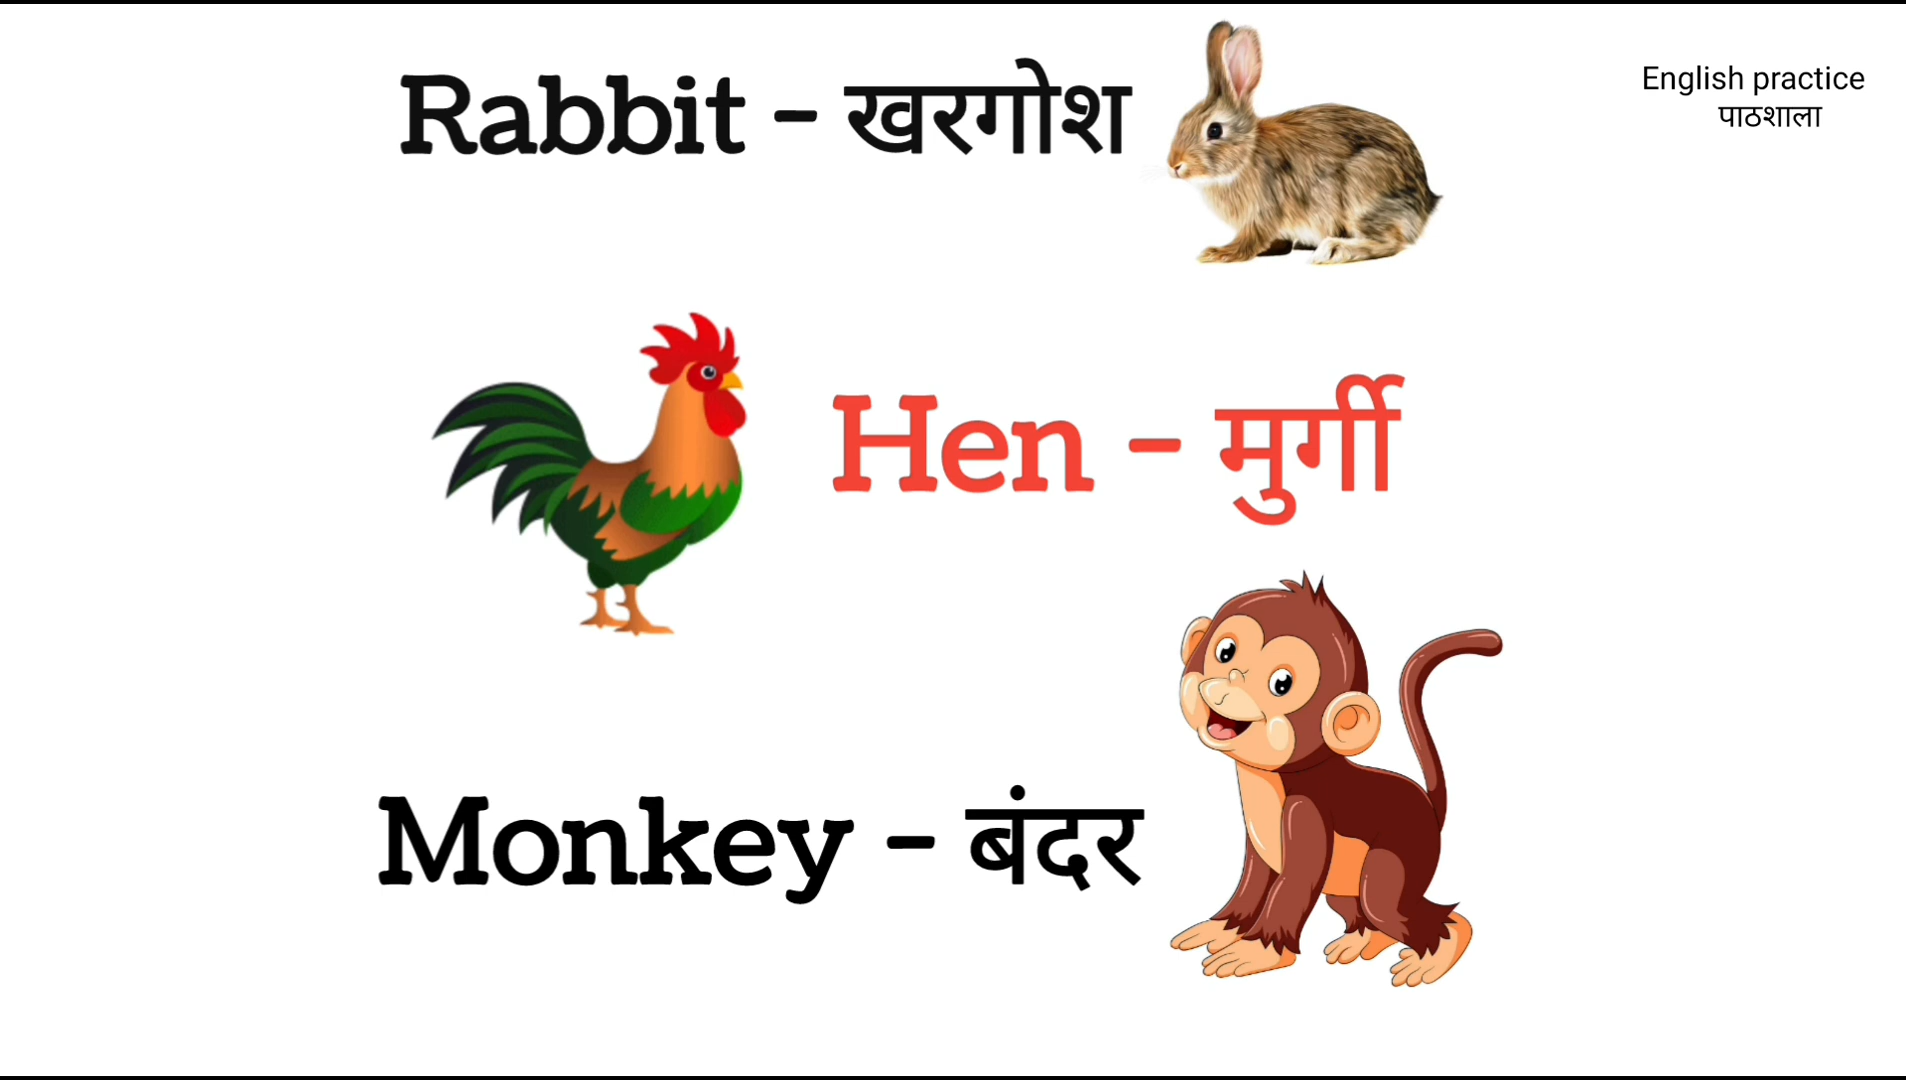 Rabbit - खरगोश
English practice
पाठशाला
Hen - मुर्गी
Monkey - बंदर